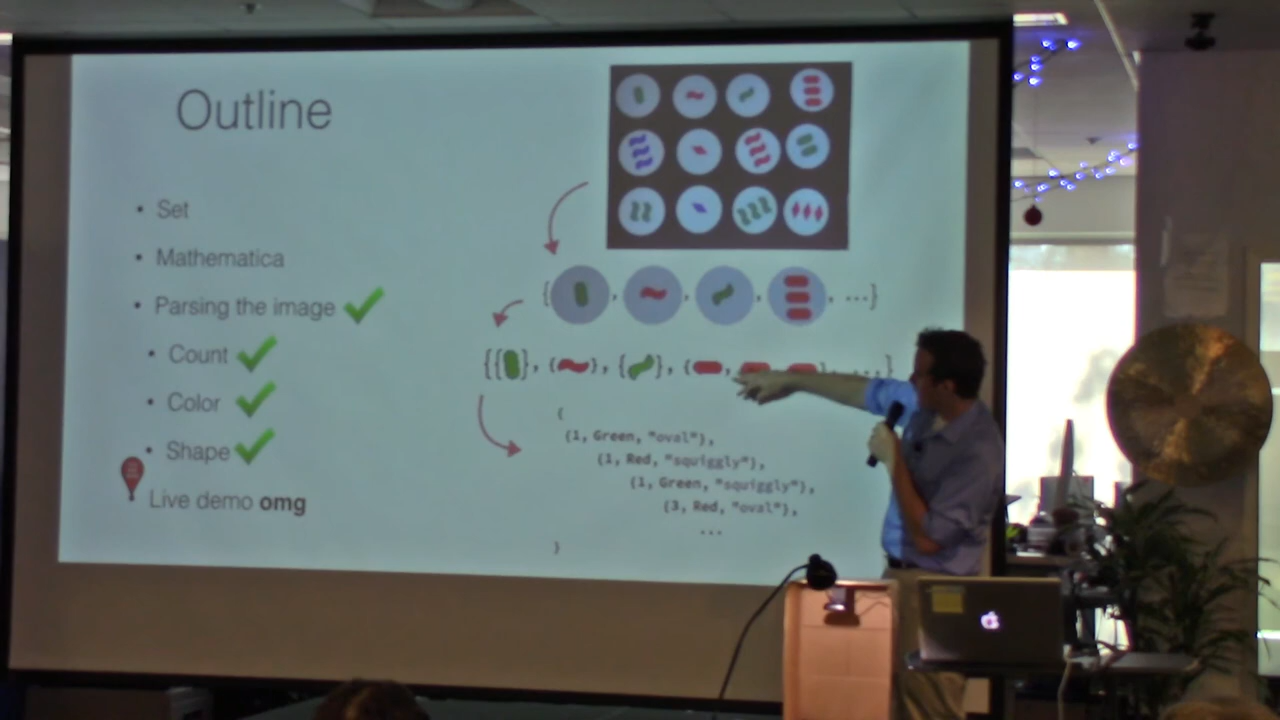 Outline
• Set
• Mathematica
• Parsing the image
• Count
• Color
• Shape
Live demo omg
{ , , , , ...}
{{ }, { }, { }, { , , }, ...}
{
{1, Green, "oval"},
{1, Red, "squiggly"},
{1, Green, "squiggly"},
{3, Red, "oval"},
...
}